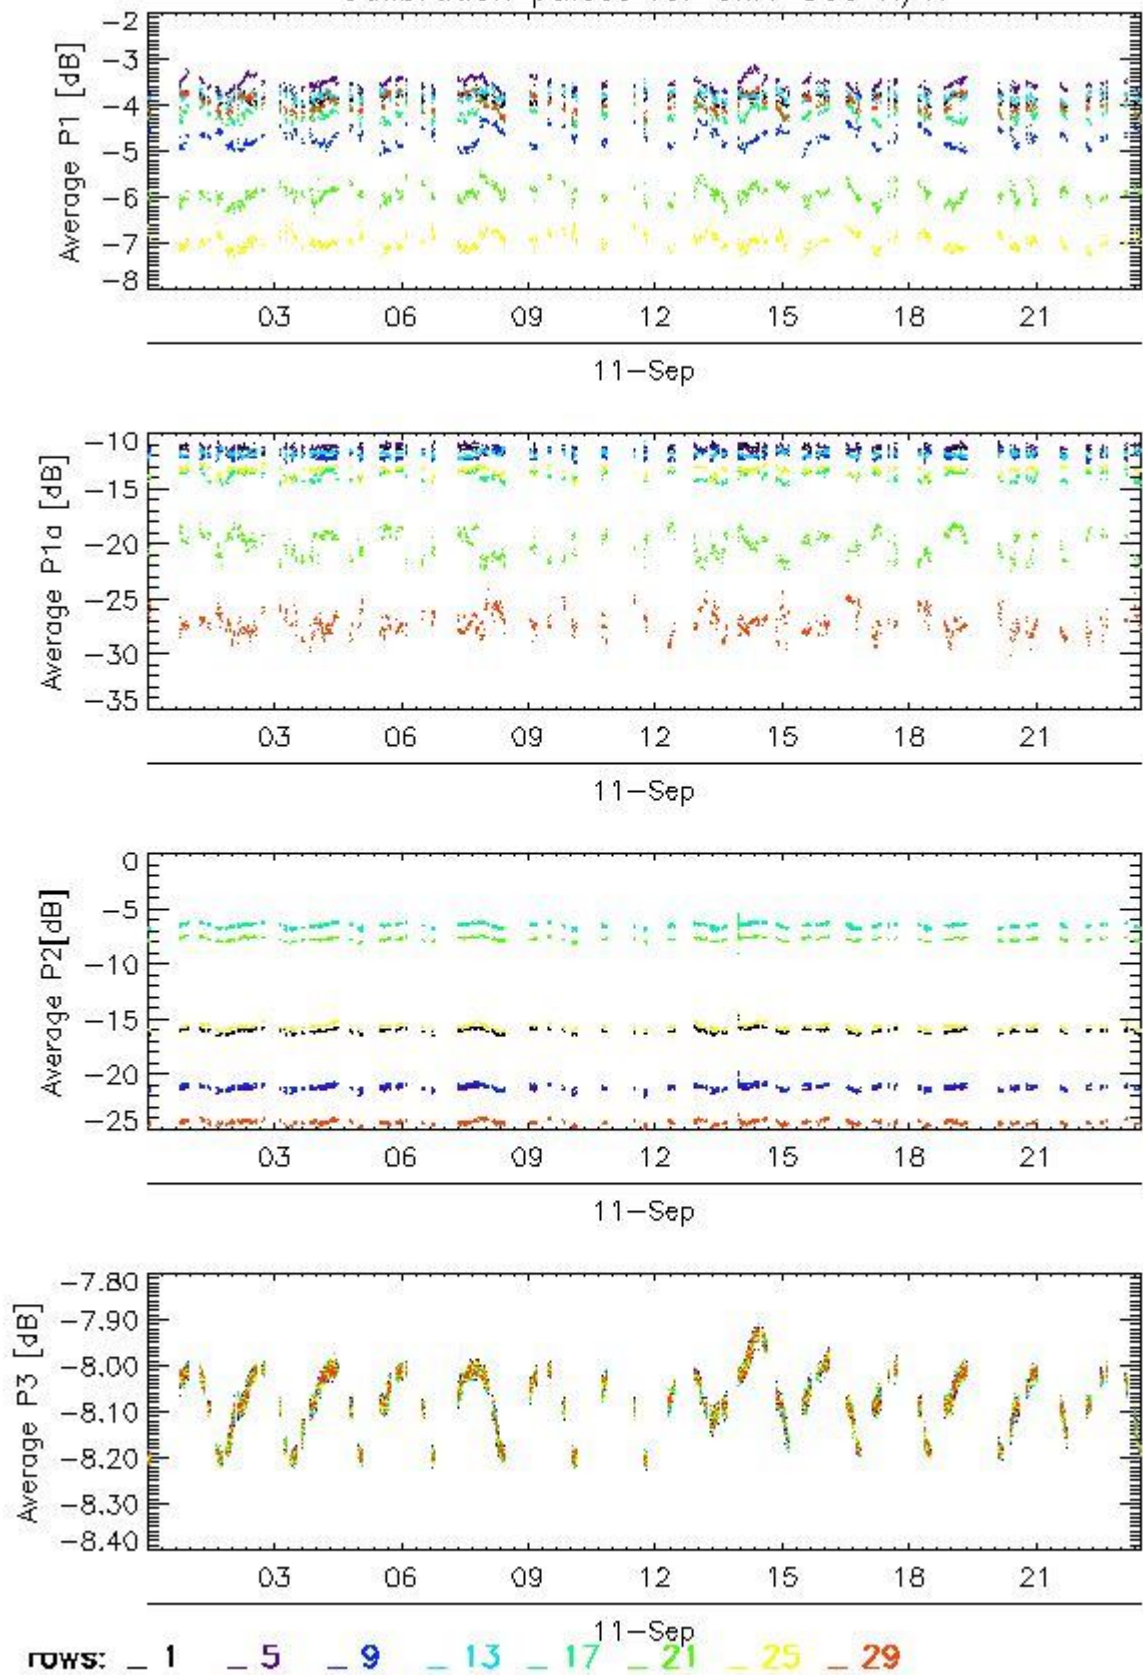 -2
-3
-4
-5
-6
-7
-8
Average P1 [dB]
03 06 09 12 15 18 21
11-Sep
-10
-15
-20
-25
-30
-35
Average P1a [dB]
03 06 09 12 15 18 21
11-Sep
0
-5
-10
-15
-20
-25
Average P2[dB]
03 06 09 12 15 18 21
11-Sep
-7.80
-7.90
-8.00
-8.10
-8.20
-8.30
-8.40
Average P3 [dB]
03 06 09 12 15 18 21
11-Sep
rows: _ 1 _ 5 _ 9 _ 13 _ 17 _ 21 _ 25 _ 29